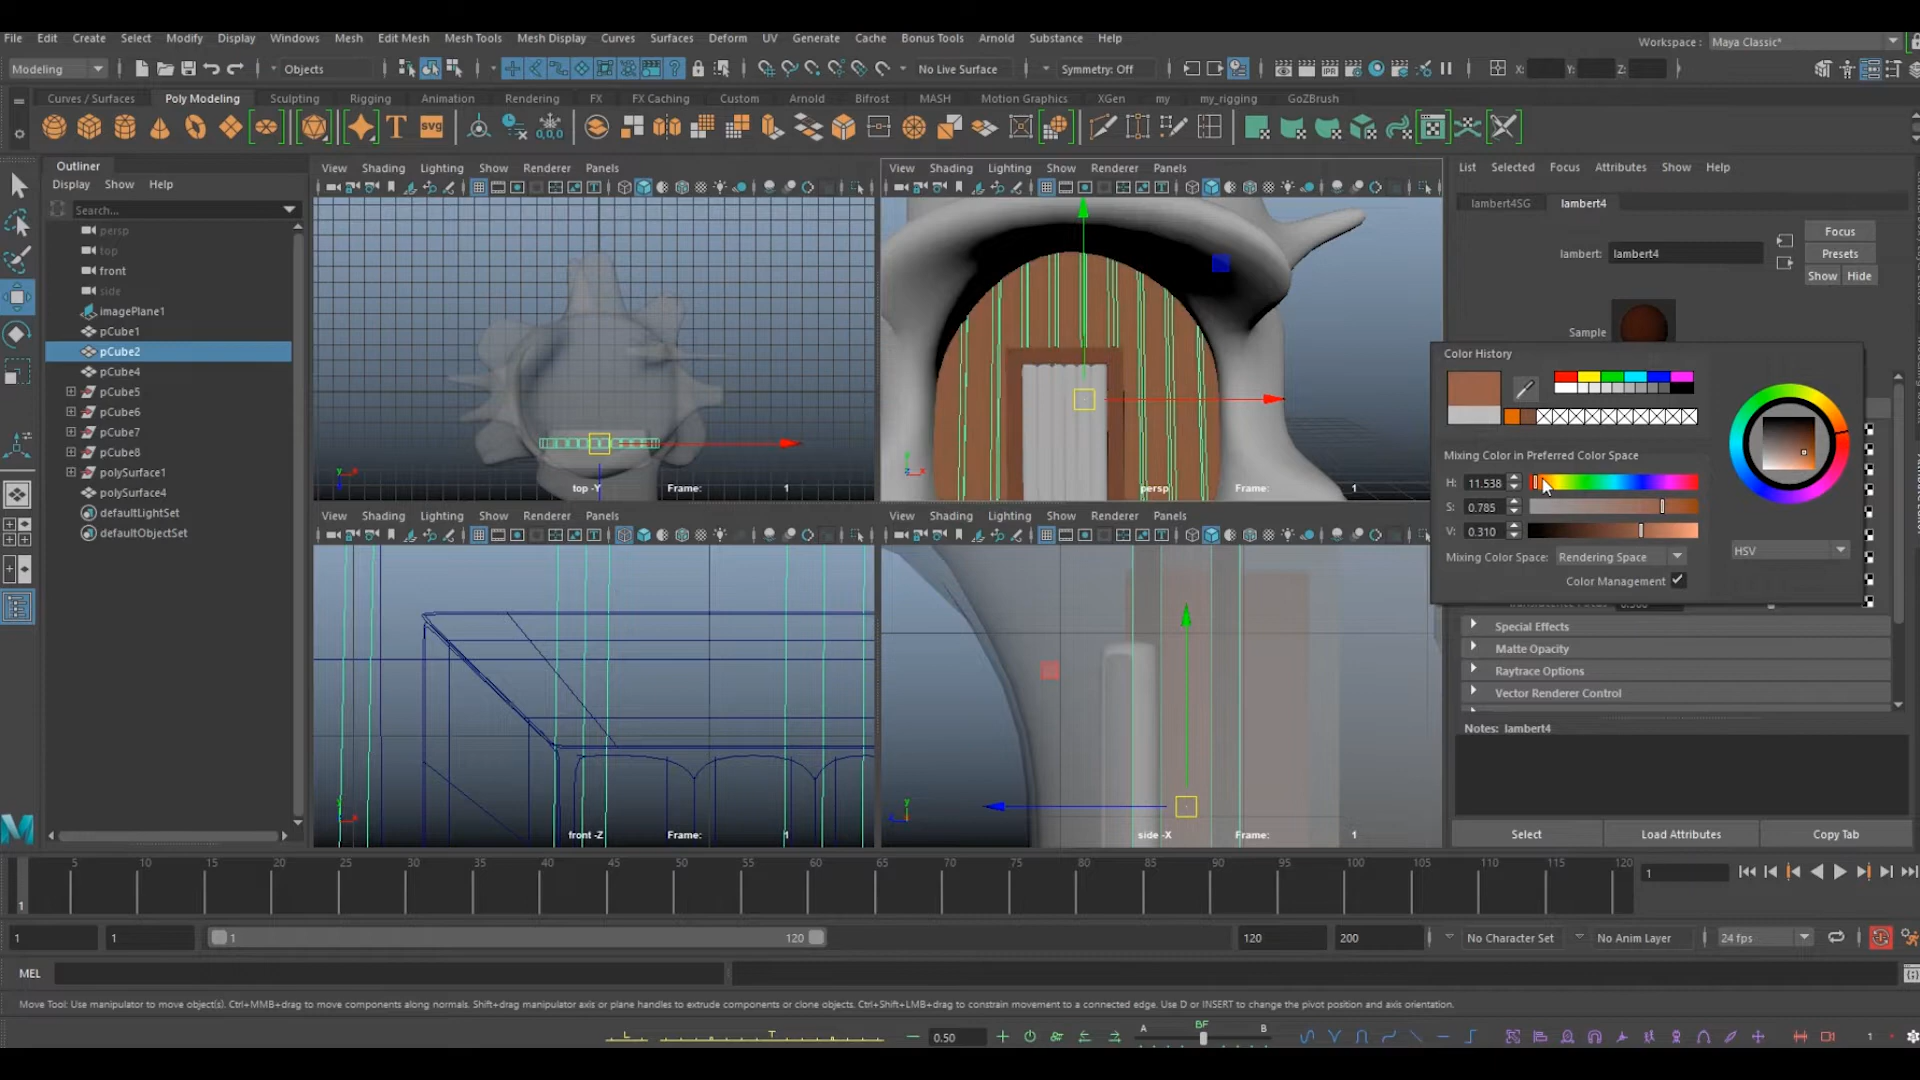 File Edit Create Select Modify Display Windows Mesh Edit Mesh Mesh Tools Mesh Display Curves Surfaces Deform UV Generate Cache Bonus Tools Arnold Substance Help
Workspace : Maya Classic*
Modeling Objects No Live Surface Symmetry: Off X: Y: Z:
Curves / Surfaces Poly Modeling Sculpting Rigging Animation Rendering FX FX Caching Custom Arnold Bifrost MASH Motion Graphics XGen my my_rigging GoZBrush
T svg 0,0,0
Outliner
Display Show Help
Search...
persp
top
front
side
imagePlane1
pCube1
pCube2
pCube4
pCube5
pCube6
pCube7
pCube8
polySurface1
polySurface4
defaultLightSet
defaultObjectSet
View Shading Lighting Show Renderer Panels
top -Y Frame: 1
View Shading Lighting Show Renderer Panels
persp Frame: 1
View Shading Lighting Show Renderer Panels
front -Z Frame: 1
View Shading Lighting Show Renderer Panels
side -X Frame: 1
List Selected Focus Attributes Show Help
lambert4SG lambert4
lambert: lambert4
Focus
Presets
Show Hide
Sample
Color History
Mixing Color in Preferred Color Space
H: 11.538
S: 0.785
V: 0.310
HSV
Mixing Color Space: Rendering Space
Color Management
Special Effects
Matte Opacity
Raytrace Options
Vector Renderer Control
Notes: lambert4
Select Load Attributes Copy Tab
5 10 15 20 25 30 35 40 45 50 55 60 65 70 75 80 85 90 95 100 105 110 115 120
1
1
1 1 1 120 120 200 No Character Set No Anim Layer 24 fps
MEL
Move Tool: Use manipulator to move object(s). Ctrl+MMB+drag to move components along normals. Shift+drag manipulator axis or plane handles to extrude components or clone objects. Ctrl+Shift+LMB+drag to constrain movement to a connected edge. Use D or INSERT to change the pivot position and axis orientation.
L T 0.50 A BF B 1